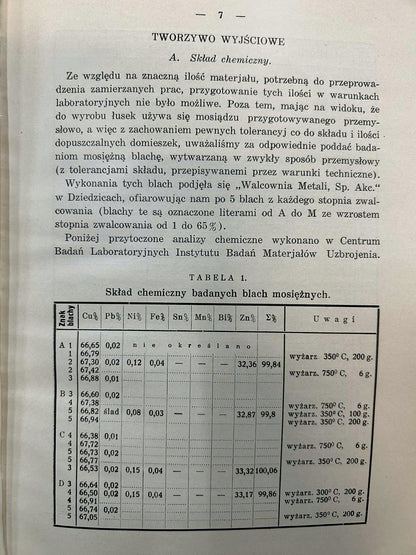 — 7 —
TWORZYWO WYJŚCIOWE
A. Skład chemiczny.
Ze względu na znaczną ilość materjału, potrzebną do przeprowa-
dzenia zamierzanych prac, przygotowanie tych ilości w warunkach
laboratoryjnych nie było możliwe. Poza tem, mając na widoku, że
do wyrobu łusek używa się mosiądzu przygotowywanego przemy-
słowo, a więc z zachowaniem pewnych tolerancyj co do składu i ilości
dopuszczalnych domieszek, uważaliśmy za odpowiednie poddać bada-
niom mosiężną blachę, wytwarzaną w zwykły sposób przemysłowy
(z tolerancjami składu, przepisywanemi przez warunki techniczne).
Wykonania tych blach podjęła się „Walcownia Metali, Sp. Akc."
w Dziedzicach, ofiarowując nam po 5 blach z każdego stopnia zwal-
cowania (blachy te są oznaczone literami od A do M ze wzrostem
stopnia zwalcowania od 1 do 65%).
Poniżej przytoczone analizy chemiczne wykonano w Centrum
Badań Laboratoryjnych Instytutu Badań Materjałów Uzbrojenia.
TABELA 1.
Skład chemiczny badanych blach mosiężnych.
Znak blachy Cu% Pb% Ni% Fe% Sn% Mn% Bi% Zn% Σ% Uwagi
A 1 66,65 0,02 nie określano
1 66,79 wyżarz. 350° C, 200 g.
2 67,30 0,02 0,12 0,04 — — — 32,36 99,84
2 67,42 wyżarz. 750° C, 6 g.
3 66,88 0,01
B 3 66,60 0,02
4 67,38 wyżarz. 750° C, 6 g.
5 66,82 ślad 0,08 0,03 — — — 32,87 99,8 wyżarz. 350° C, 100 g.
5 66,94 wyżarz. 350° C, 200 g.
C 4 66,38 0,01
4 67,72 wyżarz. 750° C, 6 g.
5 66,73 0,02
5 66,77 wyżarz. 350° C, 200 g.
3 66,53 0,02 0,15 0,04 — — — 33,32 100,06
D 3 66,64 0,02
4 66,50 0,02 0,15 0,04 — — — 33,17 99,86 wyżarz. 300° C, 200 g.
4 66,91 wyżarz. 750° C, 6 g.
5 66,74 0,02
5 67,05 wyżarz. 350° C, 200 g.